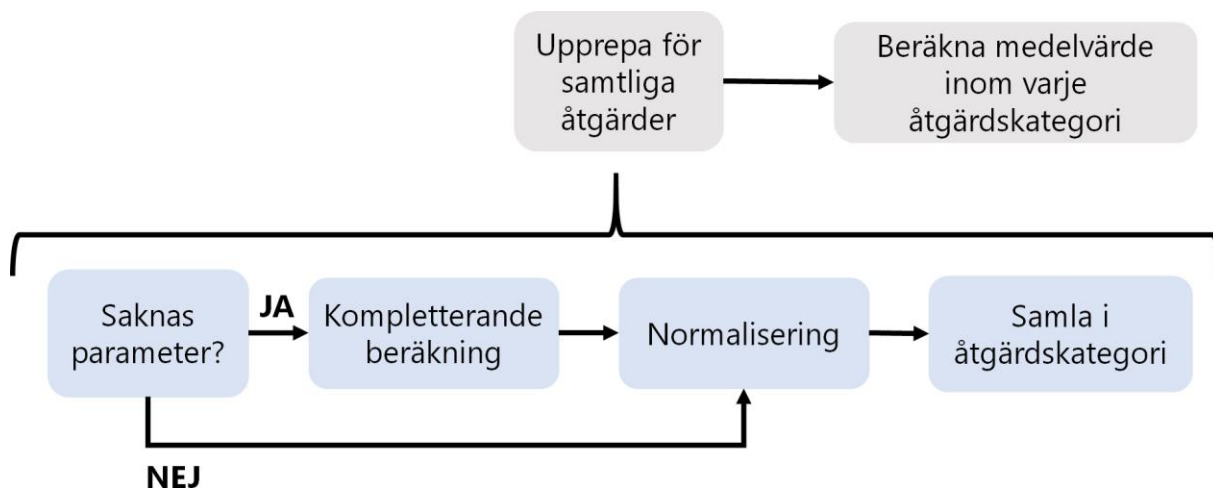 Upprepa för
samtliga
åtgärder
Beräkna medelvärde
inom varje
åtgärdskategori
Saknas
parameter?
JA
Kompletterande
beräkning
Normalisering
Samla i
åtgärdskategori
NEJ